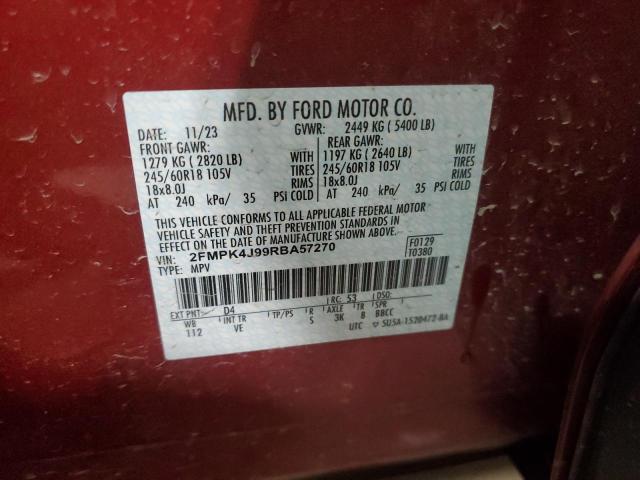 MFD. BY FORD MOTOR CO.
DATE: 11/23 GVWR: 2449 KG ( 5400 LB)
FRONT GAWR: REAR GAWR:
1279 KG ( 2820 LB) WITH 1197 KG ( 2640 LB) WITH
245/60R18 105V TIRES 245/60R18 105V TIRES
18x8.0J RIMS 18x8.0J RIMS
AT 240 kPa/ 35 PSI COLD AT 240 kPa/ 35 PSI COLD
THIS VEHICLE CONFORMS TO ALL APPLICABLE FEDERAL MOTOR
VEHICLE SAFETY AND THEFT PREVENTION STANDARDS IN EFFECT
ON THE DATE OF MANUFACTURE SHOWN ABOVE.
VIN: 2FMPK4J99RBA57270 F0129
TYPE: MPV T0380
EXT PNT: D4 RC: 53 DSO:
WB INT TR TP/PS R AXLE TR SPR
112 VE S 3K 8 BBCC
UTC 5U5A-1520472-BA